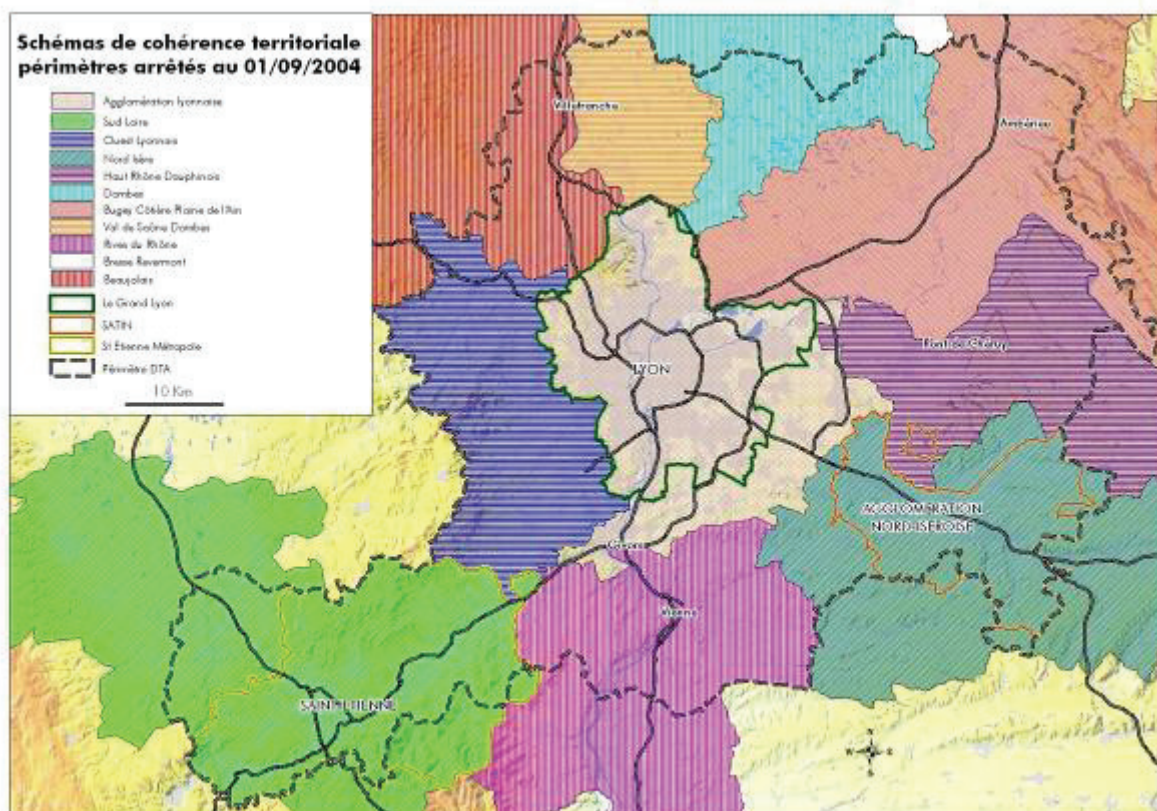 Schémas de cohérence territoriale
périmètres arrêtés au 01/09/2004
Agglomération lyonnaise
Sud Loire
Ouest Lyonnais
Nord Isère
Haut Rhône Dauphinois
Dombes
Bugey Côtière Plaine de l'Ain
Val de Saône Dombes
Rives du Rhône
Bresse Revermont
Beaujolais
Le Grand Lyon
SATIN
St Etienne Métropole
Périmètre DTA
10 Km
Villefranche
Ambérieu
LYON
Pont de Chéruy
AGGLOMERATION
NORD-ISEROISE
Givors
Vienne
SAINT-ETIENNE
N
W
E
S